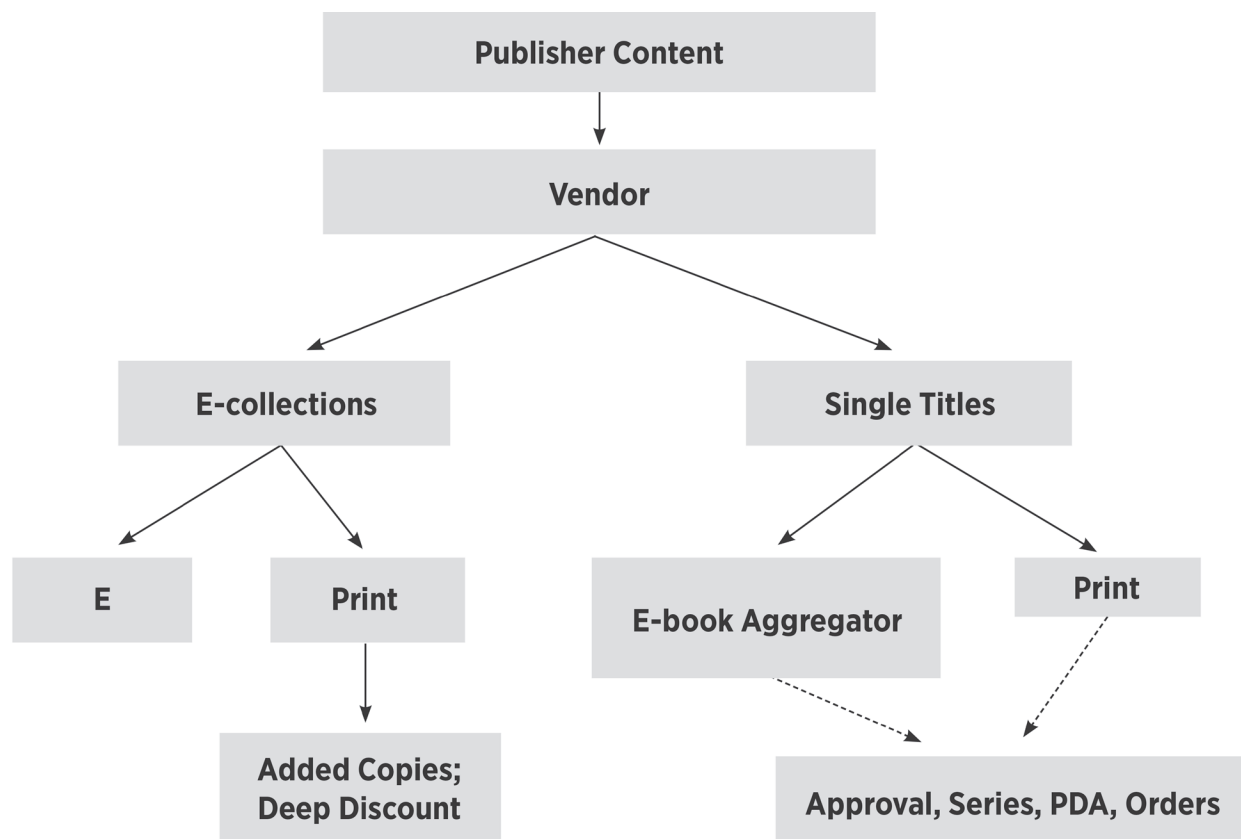 Publisher Content
Vendor
E-collections
Single Titles
E
Print
E-book Aggregator
Print
Added Copies;
Deep Discount
Approval, Series, PDA, Orders